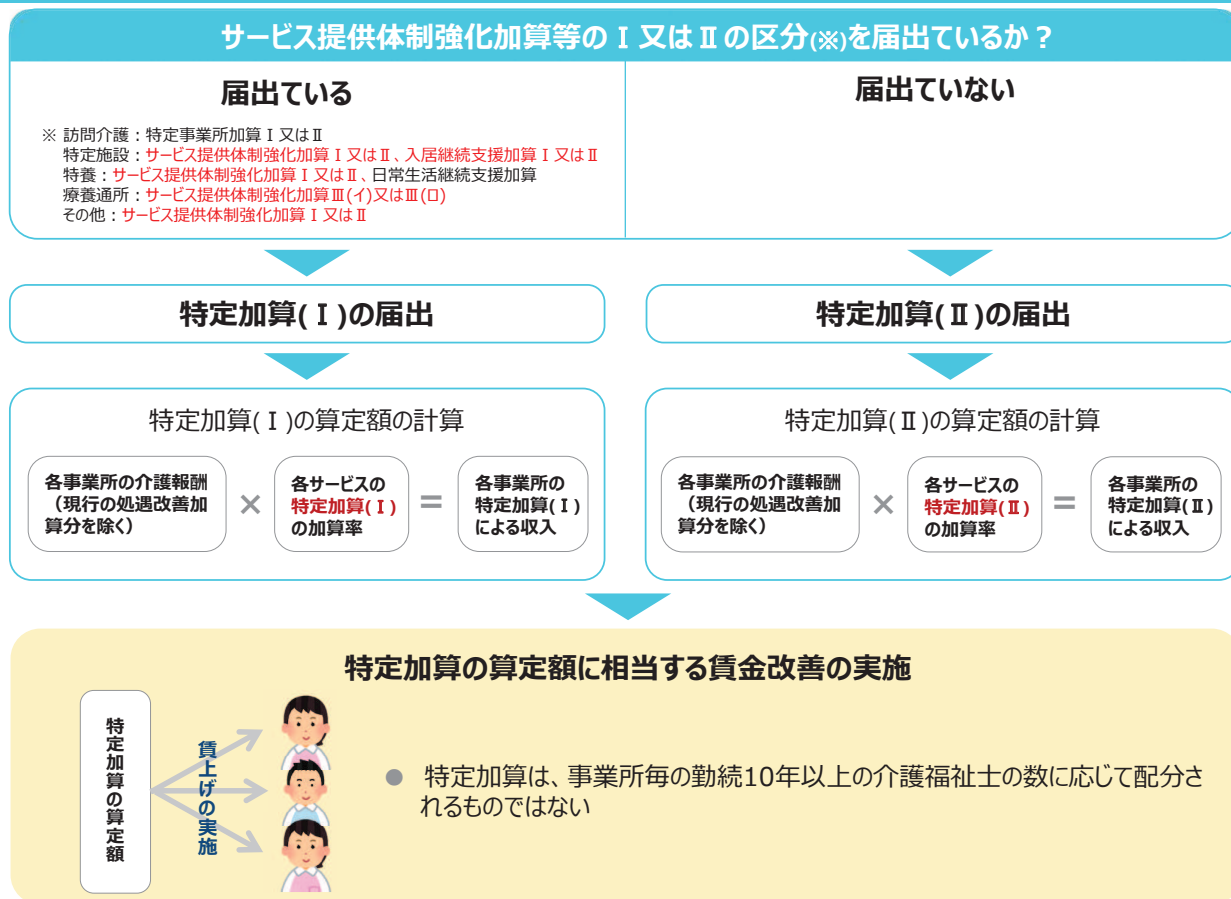 サービス提供体制強化加算等のⅠ又はⅡの区分(※)を届出ているか？
届出ている
※ 訪問介護：特定事業所加算Ⅰ又はⅡ
特定施設：サービス提供体制強化加算Ⅰ又はⅡ、入居継続支援加算Ⅰ又はⅡ
特養：サービス提供体制強化加算Ⅰ又はⅡ、日常生活継続支援加算
療養通所：サービス提供体制強化加算Ⅲ(イ)又はⅢ(ロ)
その他：サービス提供体制強化加算Ⅰ又はⅡ
届出ていない
特定加算(Ⅰ)の届出
特定加算(Ⅱ)の届出
特定加算(Ⅰ)の算定額の計算
各事業所の介護報酬
（現行の処遇改善加
算分を除く）
×
各サービスの
特定加算(Ⅰ)
の加算率
＝
各事業所の
特定加算(Ⅰ)
による収入
特定加算(Ⅱ)の算定額の計算
各事業所の介護報酬
（現行の処遇改善加
算分を除く）
×
各サービスの
特定加算(Ⅱ)
の加算率
＝
各事業所の
特定加算(Ⅱ)
による収入
特定加算の算定額に相当する賃金改善の実施
特定加算の算定額
賃上げの実施
● 特定加算は、事業所毎の勤続10年以上の介護福祉士の数に応じて配分さ
れるものではない